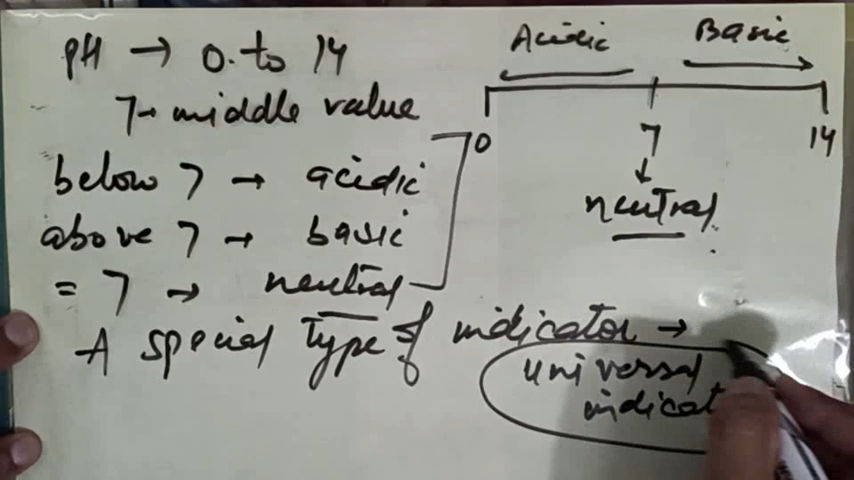 pH → 0. to 14
7 → middle value
below 7 → acidic
above 7 → basic
= 7 → neutral
Acidic Basic
0 7 14
↓
neutral
A special type of indicator →
universal
indicat